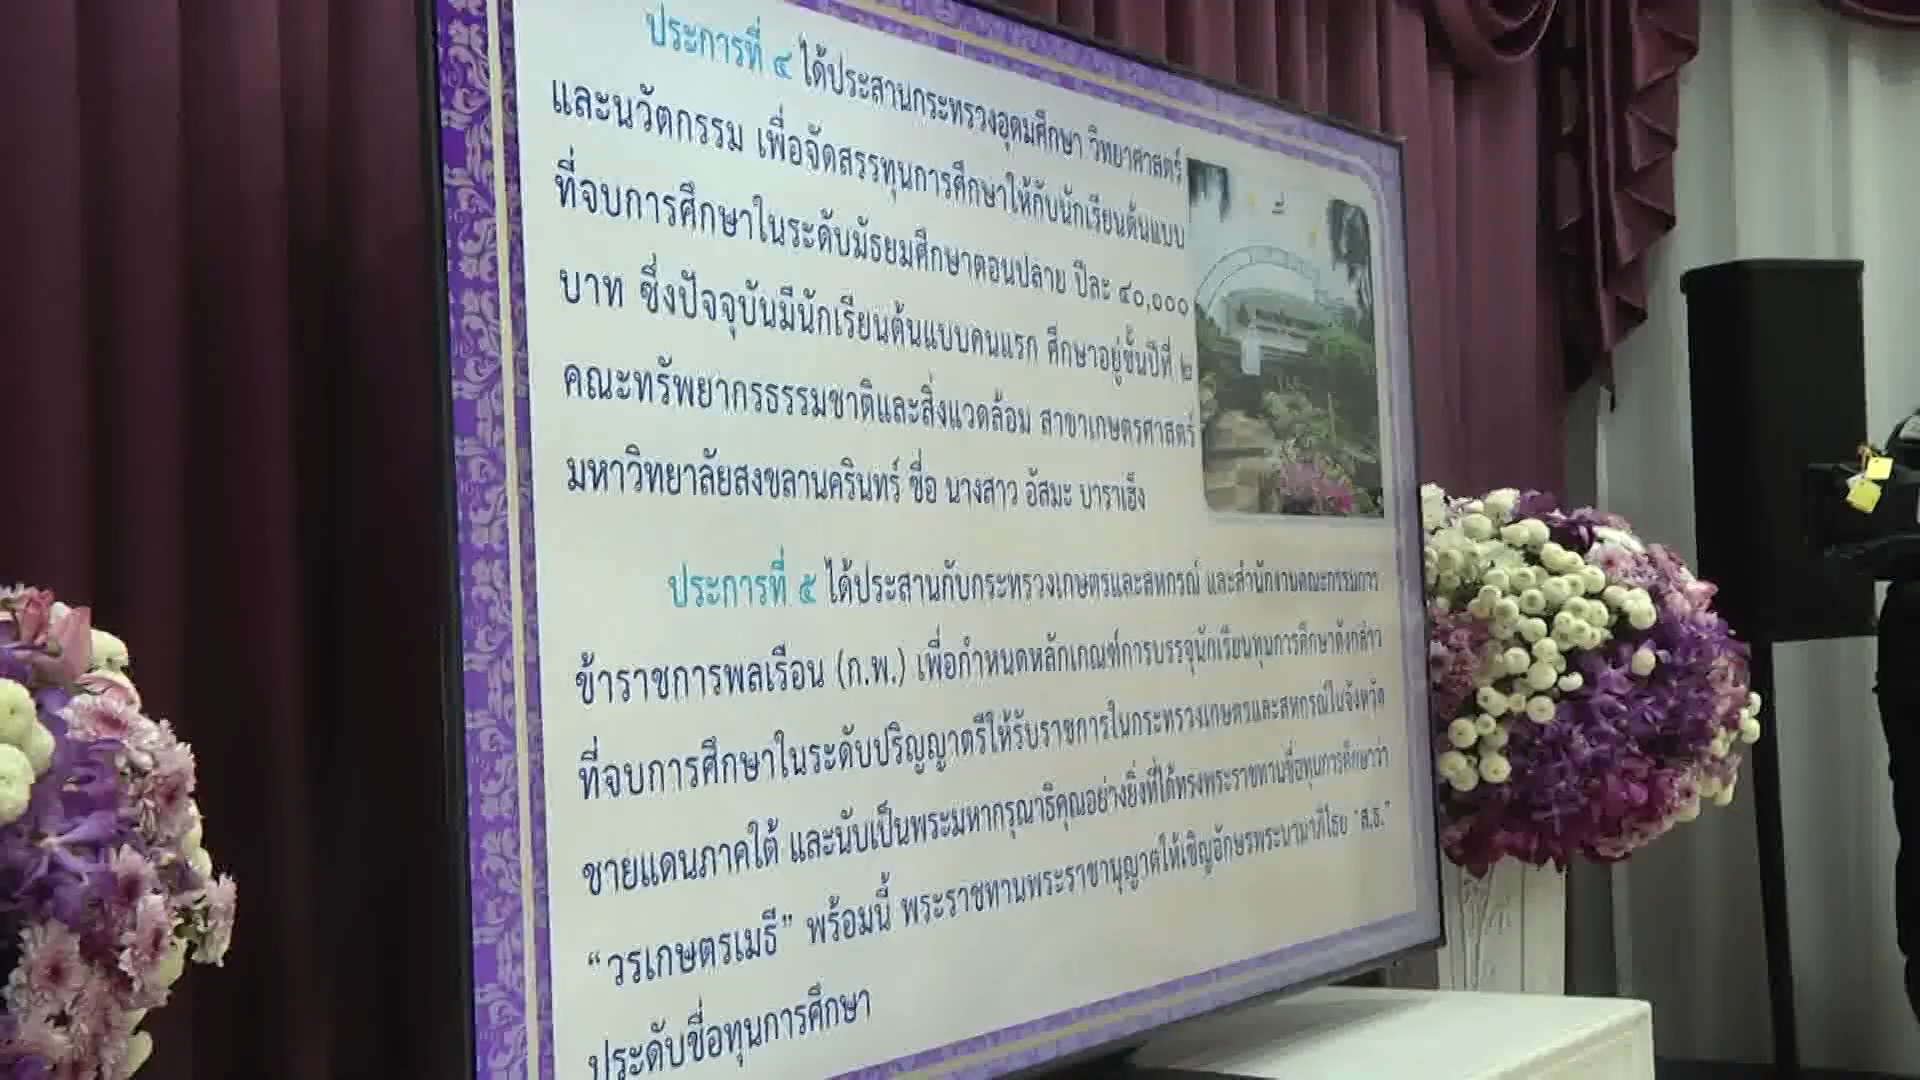 ประการที่ ๔ ได้ประสานกระทรวงอุดมศึกษา วิทยาศาสตร์
และนวัตกรรม เพื่อจัดสรรทุนการศึกษาให้กับนักเรียนต้นแบบ
ที่จบการศึกษาในระดับมัธยมศึกษาตอนปลาย ปีละ ๔๐,๐๐๐
บาท ซึ่งปัจจุบันมีนักเรียนต้นแบบคนแรก ศึกษาอยู่ชั้นปีที่ ๒
คณะทรัพยากรธรรมชาติและสิ่งแวดล้อม สาขาเกษตรศาสตร์
มหาวิทยาลัยสงขลานครินทร์ ชื่อ นางสาว อัสมะ บาราเฮ็ง
ประการที่ ๕ ได้ประสานกับกระทรวงเกษตรและสหกรณ์ และสำนักงานคณะกรรมการ
ข้าราชการพลเรือน (ก.พ.) เพื่อกำหนดหลักเกณฑ์การบรรจุนักเรียนทุนการศึกษาดังกล่าว
ที่จบการศึกษาในระดับปริญญาตรีให้รับราชการในกระทรวงเกษตรและสหกรณ์ในจังหวัด
ชายแดนภาคใต้ และนับเป็นพระมหากรุณาธิคุณอย่างยิ่งที่ได้ทรงพระราชทานชื่อทุนการศึกษาว่า
“วรเกษตรเมธี” พร้อมนี้ พระราชทานพระราชานุญาตให้เชิญอักษรพระนามาภิไธย “ส.ธ.”
ประดับชื่อทุนการศึกษา